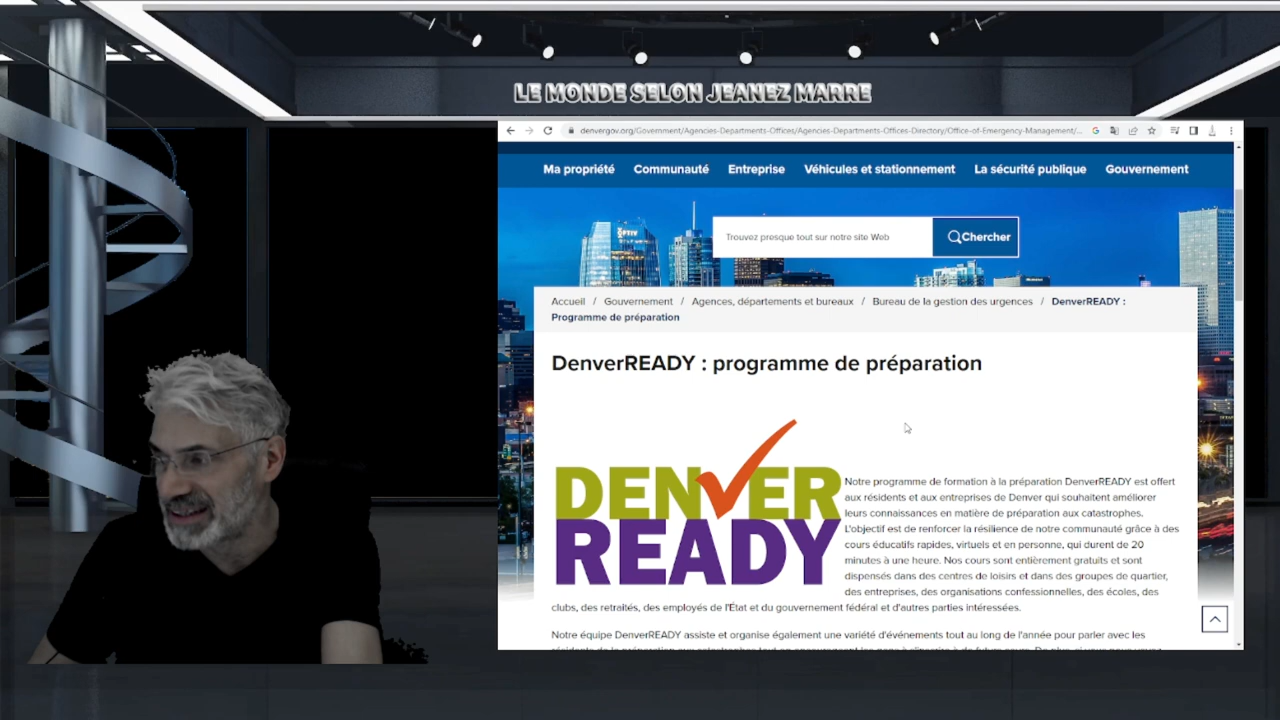 LE MONDE SELON JEANEZ MARRE
denvergov.org/Government/Agencies-Departments-Offices/Agencies-Departments-Offices-Directory/Office-of-Emergency-Management/...
Ma propriété Communauté Entreprise Véhicules et stationnement La sécurité publique Gouvernement
OPTIV
Trouvez presque tout sur notre site Web Chercher
Accueil / Gouvernement / Agences, départements et bureaux / Bureau de la gestion des urgences / DenverREADY :
Programme de préparation
DenverREADY : programme de préparation
DENVER
READY
Notre programme de formation à la préparation DenverREADY est offert
aux résidents et aux entreprises de Denver qui souhaitent améliorer
leurs connaissances en matière de préparation aux catastrophes.
L'objectif est de renforcer la résilience de notre communauté grâce à des
cours éducatifs rapides, virtuels et en personne, qui durent de 20
minutes à une heure. Nos cours sont entièrement gratuits et sont
dispensés dans des centres de loisirs et dans des groupes de quartier,
des entreprises, des organisations confessionnelles, des écoles, des
clubs, des retraités, des employés de l'État et du gouvernement fédéral et d'autres parties intéressées.
Notre équipe DenverREADY assiste et organise également une variété d'événements tout au long de l'année pour parler avec les